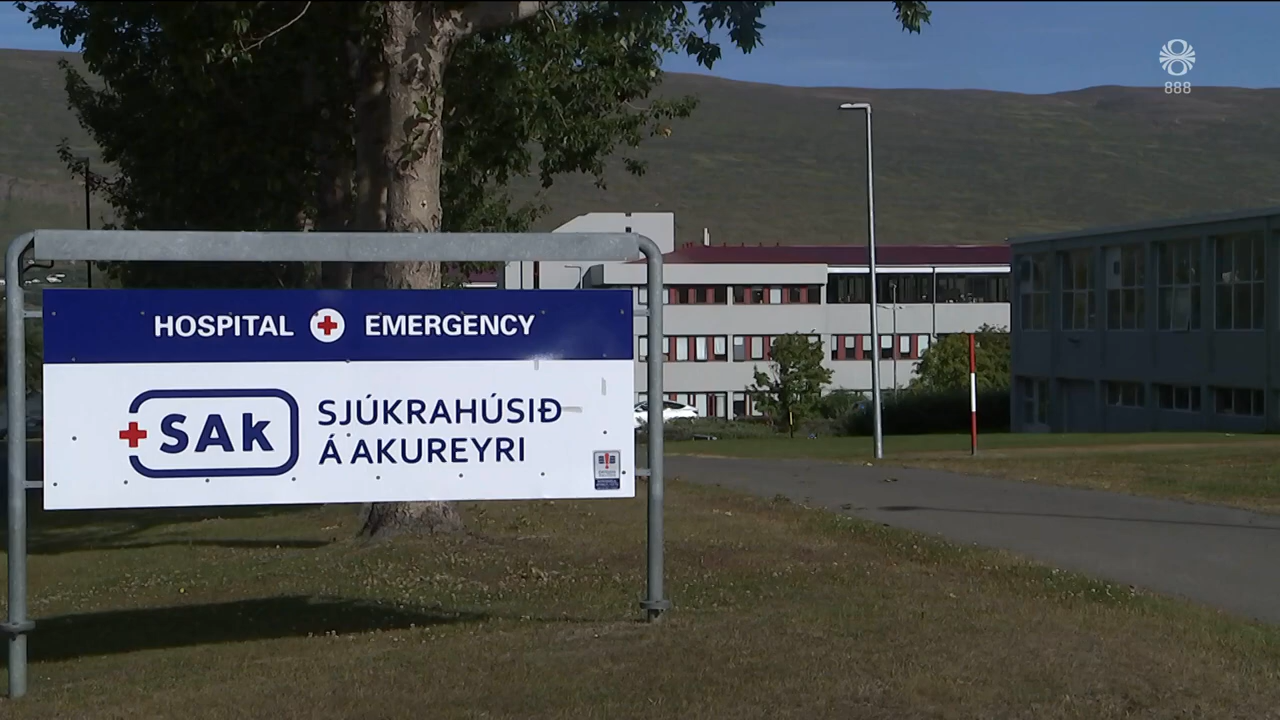 888
HOSPITAL EMERGENCY
SAk
SJÚKRAHÚSIÐ
Á AKUREYRI